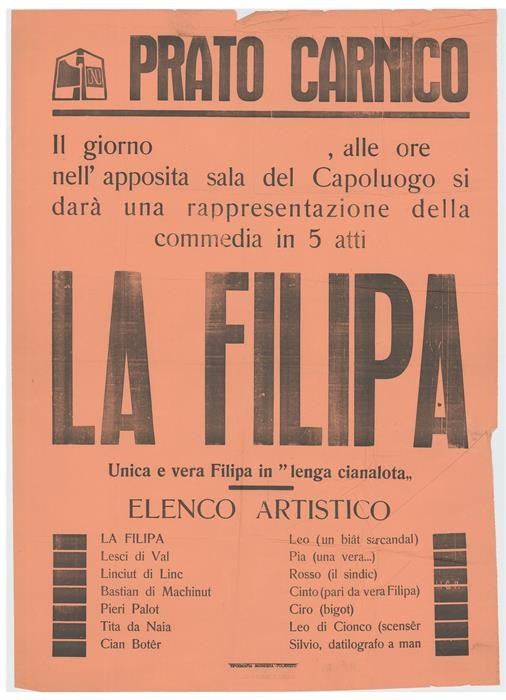 PRATO CARNICO
Il giorno , alle ore
nell' apposita sala del Capoluogo si
darà una rappresentazione della
commedia in 5 atti
LA FILIPA
Unica e vera Filipa in "lenga cianalota„
ELENCO ARTISTICO
LA FILIPA
Lesci di Val
Linciut di Linc
Bastian di Machinut
Pieri Palot
Tita da Naia
Cian Botêr
Leo (un biât sarcandal)
Pia (una vera...)
Rosso (il sindic)
Cinto (pari da vera Filipa)
Ciro (bigot)
Leo di Cionco (scensêr
Silvio, datilografo a man